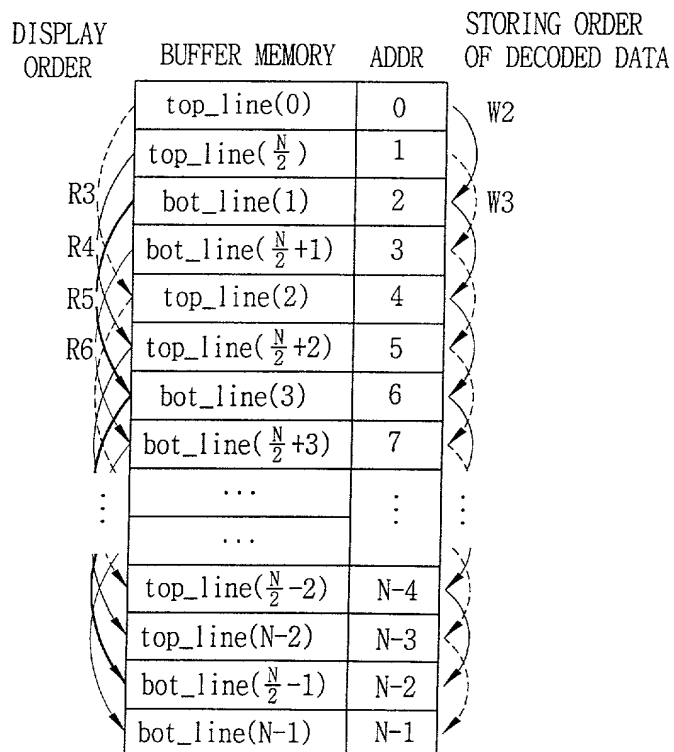 DISPLAY ORDER
BUFFER MEMORY
ADDR
STORING ORDER OF DECODED DATA
top_line(0) 0
W2
top_line(N/2) 1
R3
bot_line(1) 2
W3
R4
bot_line(N/2+1) 3
R5
top_line(2) 4
R6
top_line(N/2+2) 5
bot_line(3) 6
bot_line(N/2+3) 7
⋮ ... ⋮ ⋮
...
top_line(N/2-2) N-4
top_line(N-2) N-3
bot_line(N/2-1) N-2
bot_line(N-1) N-1